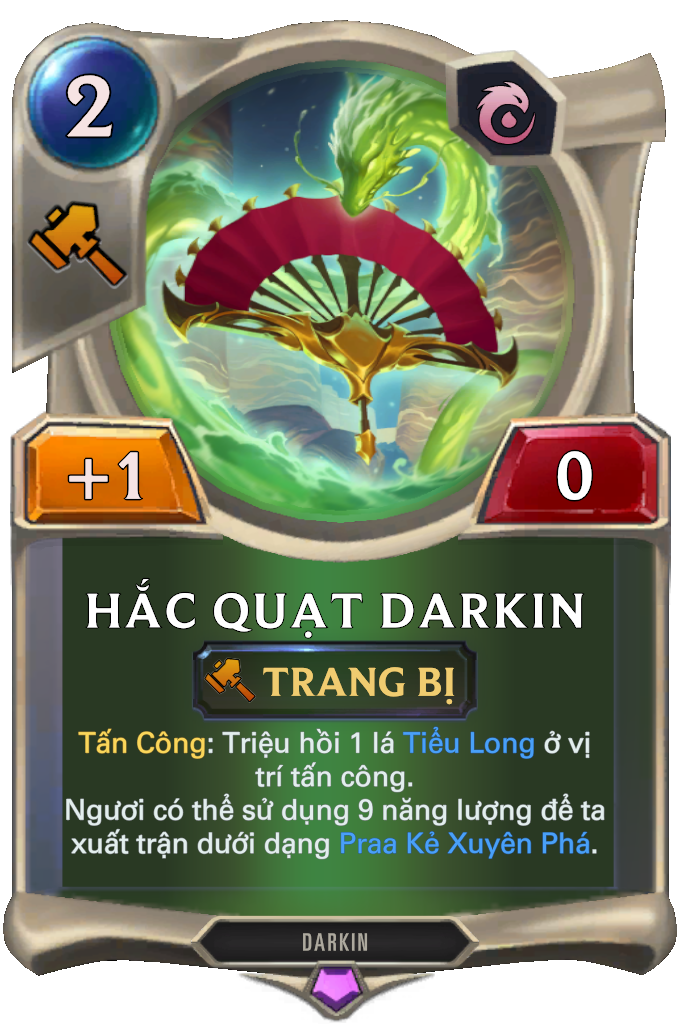 2
+1
0
HẮC QUẠT DARKIN
TRANG BỊ
Tấn Công: Triệu hồi 1 lá Tiểu Long ở vị
trí tấn công.
Ngươi có thể sử dụng 9 năng lượng để ta
xuất trận dưới dạng Praa Kẻ Xuyên Phá.
DARKIN